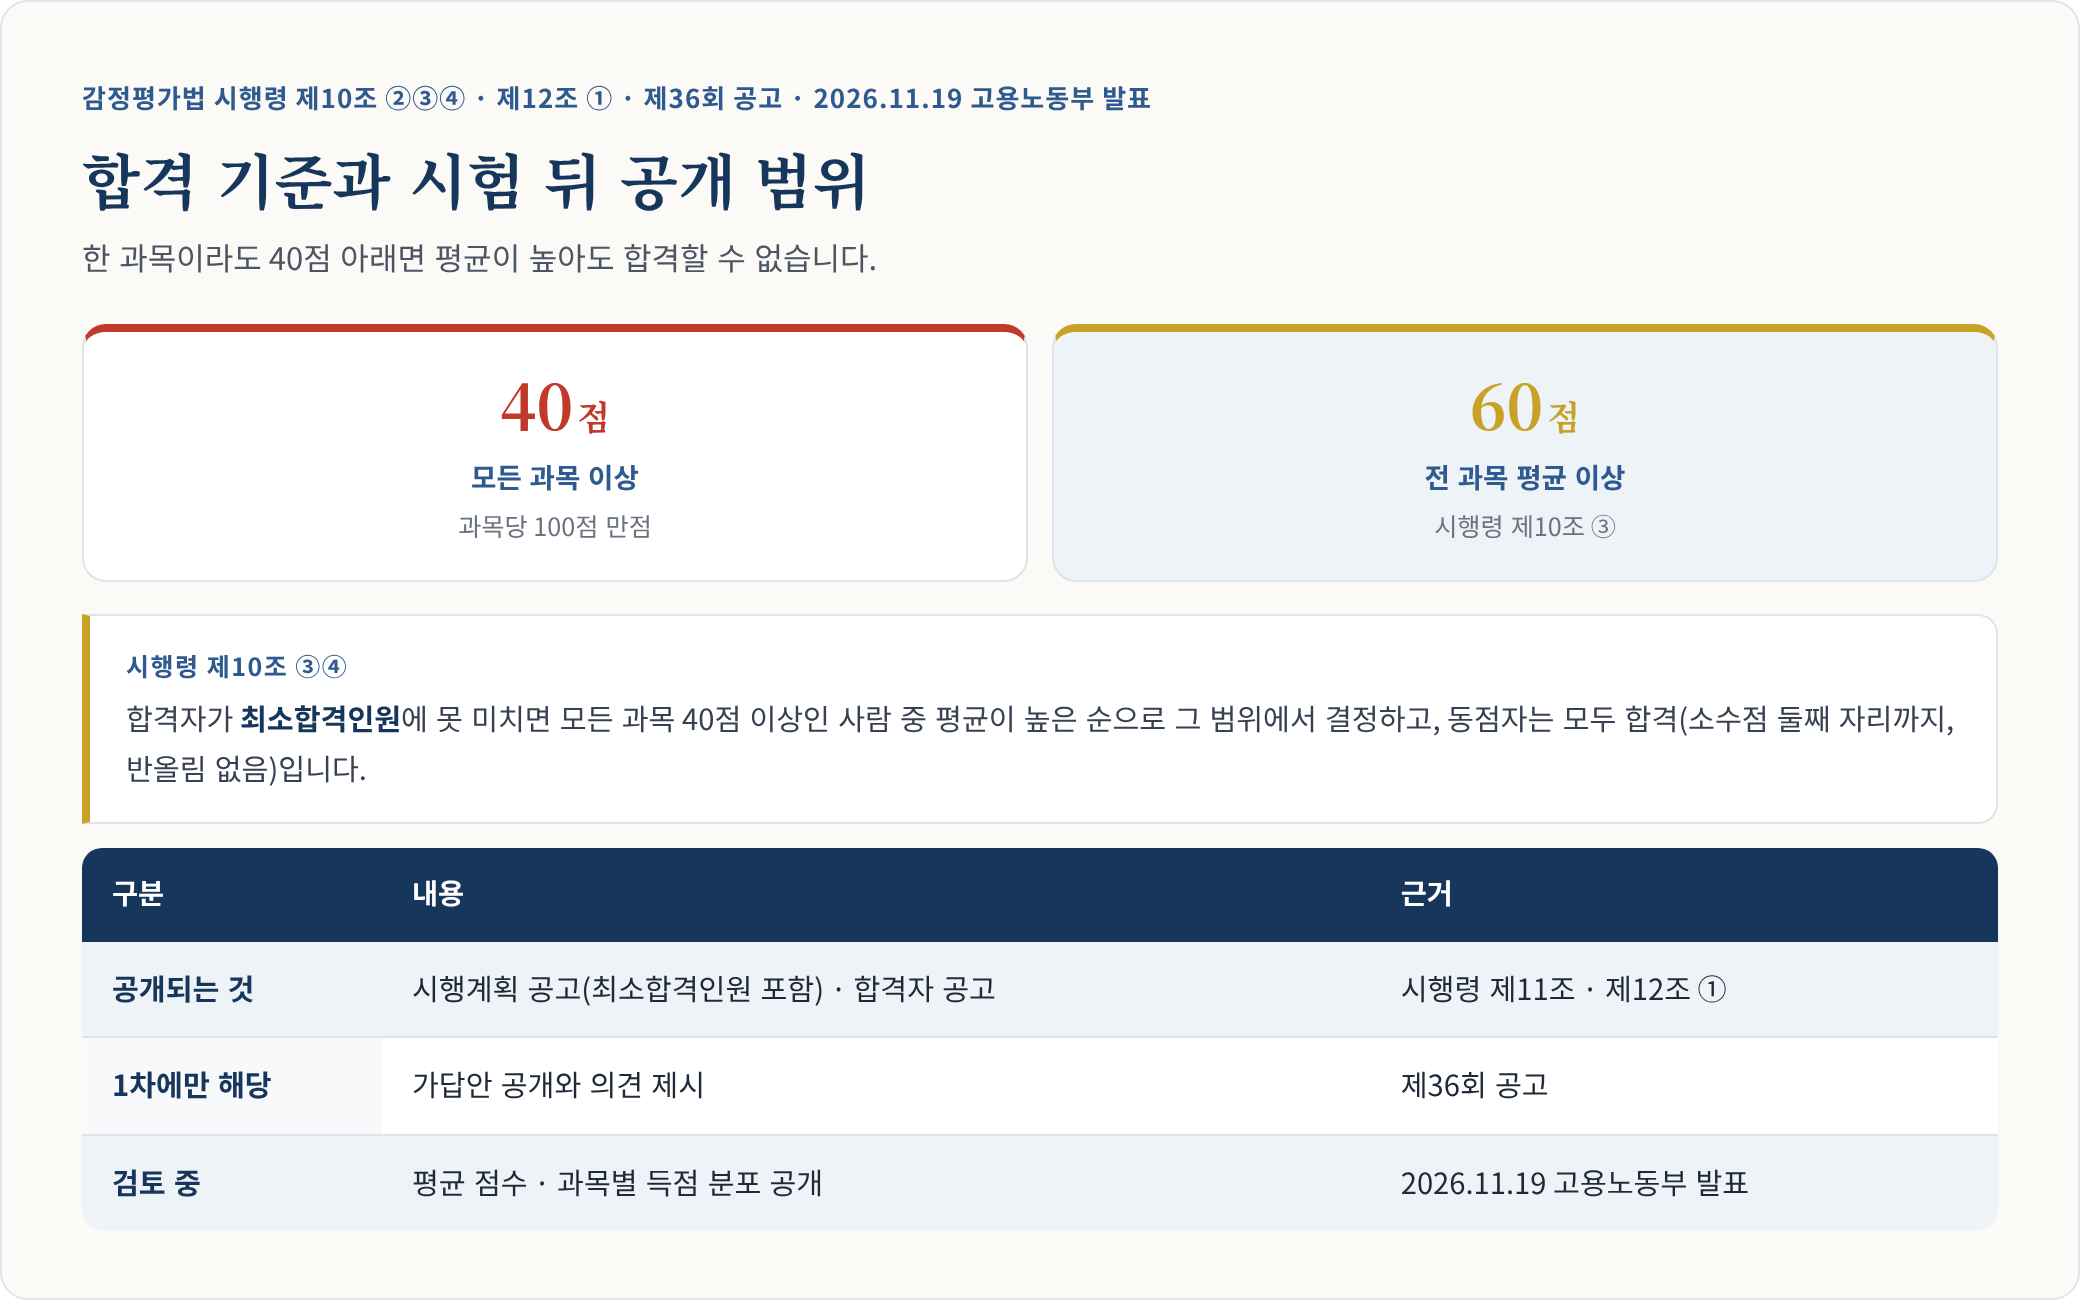 감정평가법 시행령 제10조 ②③④ · 제12조 ① · 제36회 공고 · 2026.11.19 고용노동부 발표
합격 기준과 시험 뒤 공개 범위
한 과목이라도 40점 아래면 평균이 높아도 합격할 수 없습니다.
40점
모든 과목 이상
과목당 100점 만점
60점
전 과목 평균 이상
시행령 제10조 ③
시행령 제10조 ③④
합격자가 최소합격인원에 못 미치면 모든 과목 40점 이상인 사람 중 평균이 높은 순으로 그 범위에서 결정하고, 동점자는 모두 합격(소수점 둘째 자리까지,
반올림 없음)입니다.
구분 내용 근거
공개되는 것 시행계획 공고(최소합격인원 포함) · 합격자 공고 시행령 제11조 · 제12조 ①
1차에만 해당 가답안 공개와 의견 제시 제36회 공고
검토 중 평균 점수 · 과목별 득점 분포 공개 2026.11.19 고용노동부 발표